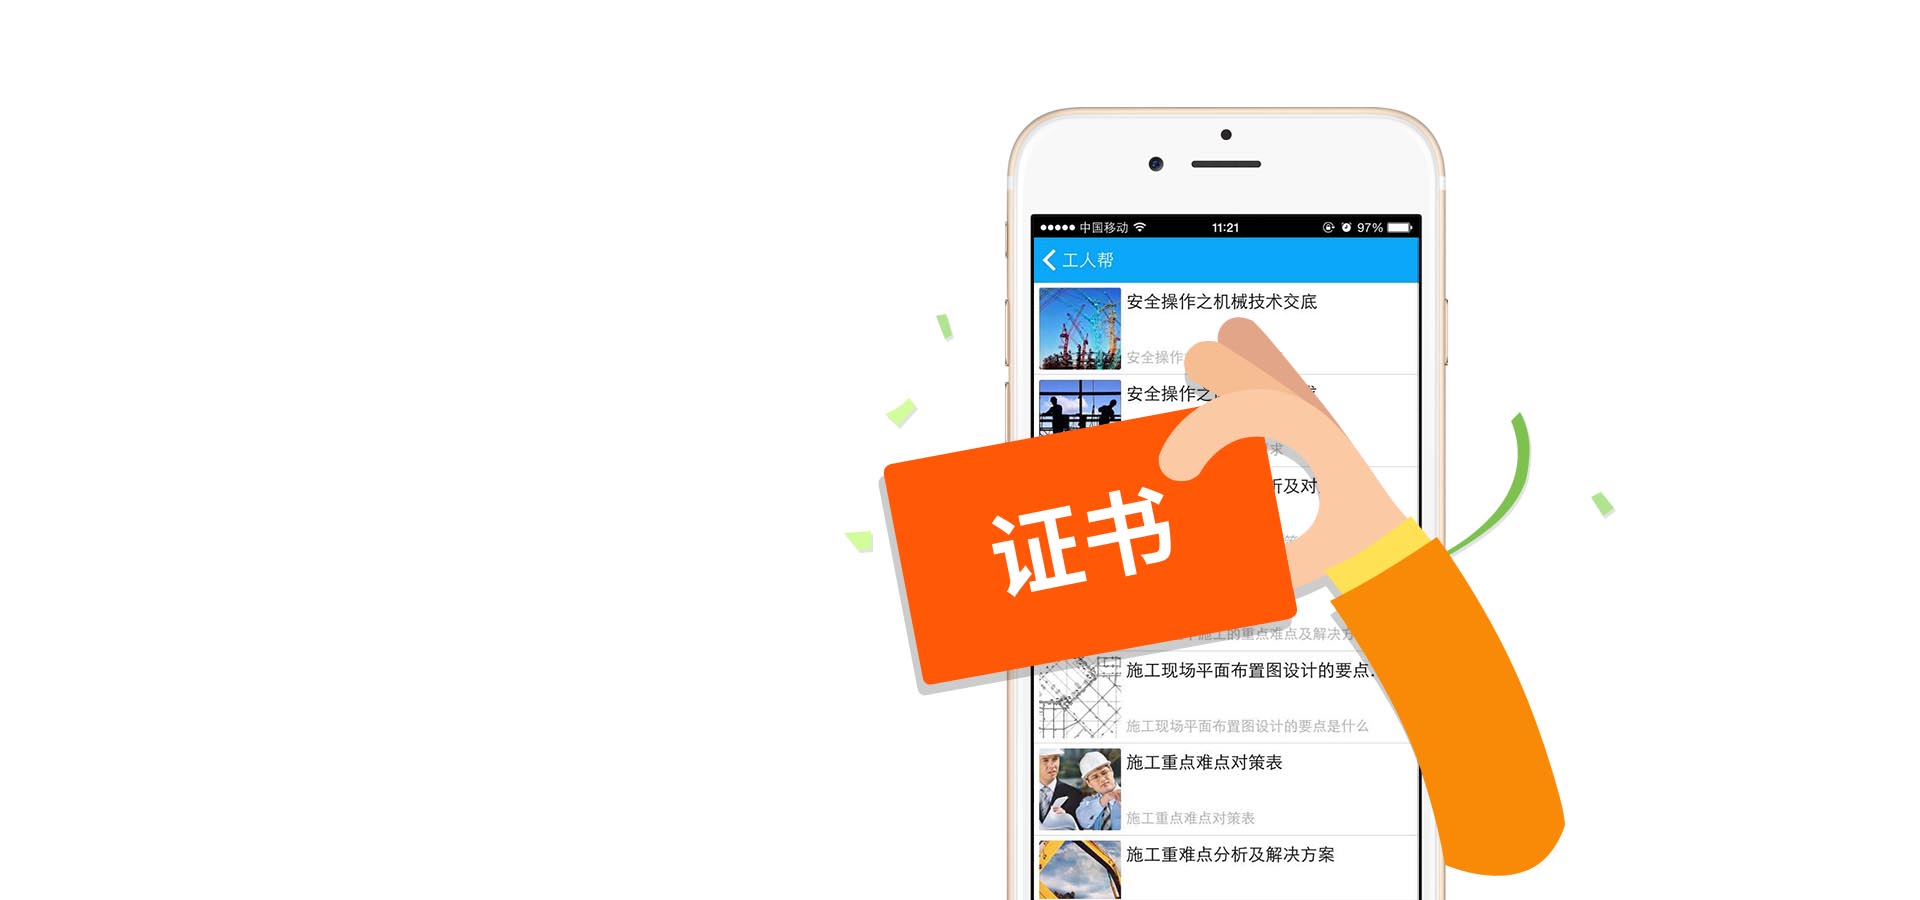 中国移动 11:21 97%
工人帮
安全操作之机械技术交底
安全操作
安全操作之
求
析及对
证书
施工的重点难点及解决方
施工现场平面布置图设计的要点..
施工现场平面布置图设计的要点是什么
施工重点难点对策表
施工重点难点对策表
施工重难点分析及解决方案